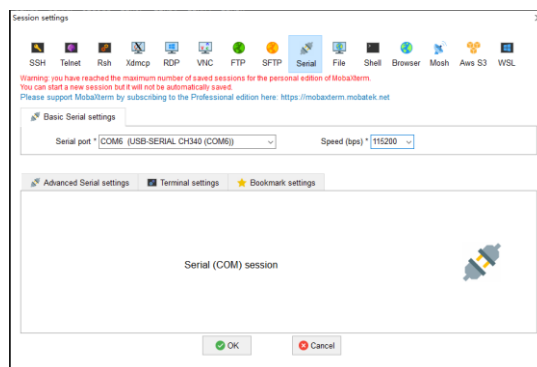 Session settings
SSH Telnet Rsh Xdmcp RDP VNC FTP SFTP Serial File Shell Browser Mosh Aws S3 WSL
Warning: you have reached the maximum number of saved sessions for the personal edition of MobaXterm.
You can start a new session but it will not be automatically saved.
Please support MobaXterm by subscribing to the Professional edition here: https://mobaxterm.mobatek.net
Basic Serial settings
Serial port * COM6 (USB-SERIAL CH340 (COM6)) Speed (bps) * 115200
Advanced Serial settings Terminal settings Bookmark settings
Serial (COM) session
OK Cancel